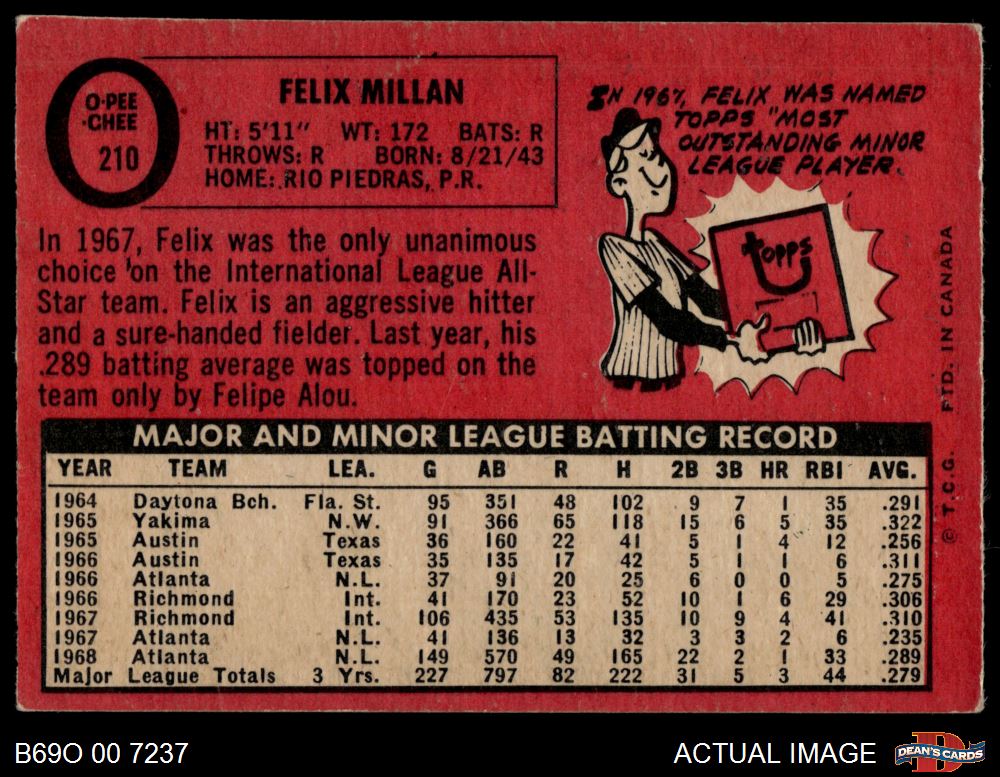 O-PEE
-CHEE
210
FELIX MILLAN
HT: 5'11" WT: 172 BATS: R
THROWS: R BORN: 8/21/43
HOME: RIO PIEDRAS, P.R.
IN 1967, FELIX WAS NAMED
TOPPS "MOST
OUTSTANDING MINOR
LEAGUE PLAYER.
topps
In 1967, Felix was the only unanimous
choice on the International League All-
Star team. Felix is an aggressive hitter
and a sure-handed fielder. Last year, his
.289 batting average was topped on the
team only by Felipe Alou.
MAJOR AND MINOR LEAGUE BATTING RECORD
YEAR TEAM LEA. G AB R H 2B 3B HR RBI AVG.
1964 Daytona Bch. Fla. St. 95 351 48 102 9 7 1 35 .291
1965 Yakima N.W. 91 366 65 118 15 6 5 35 .322
1965 Austin Texas 36 160 22 41 5 1 4 12 .256
1966 Austin Texas 35 135 17 42 5 1 1 6 .311
1966 Atlanta N.L. 37 91 20 25 6 0 0 5 .275
1966 Richmond Int. 41 170 23 52 10 1 6 29 .306
1967 Richmond Int. 106 435 53 135 10 9 4 41 .310
1967 Atlanta N.L. 41 136 13 32 3 3 2 6 .235
1968 Atlanta N.L. 149 570 49 165 22 2 1 33 .289
Major League Totals 3 Yrs. 227 797 82 222 31 5 3 44 .279
© T.C.G. PTD. IN CANADA
B69O 00 7237
ACTUAL IMAGE
DEAN'S CARDS